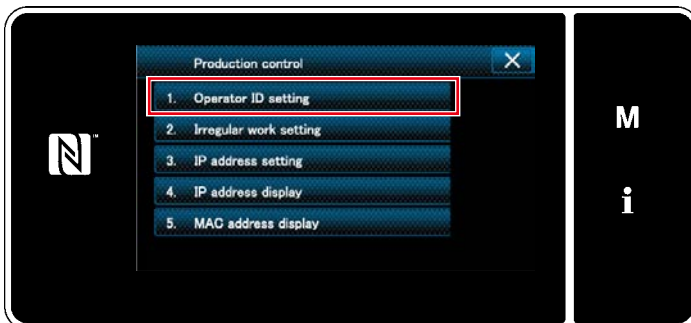 Production control
1. Operator ID setting
2. Irregular work setting
3. IP address setting
4. IP address display
5. MAC address display
N™
M
i